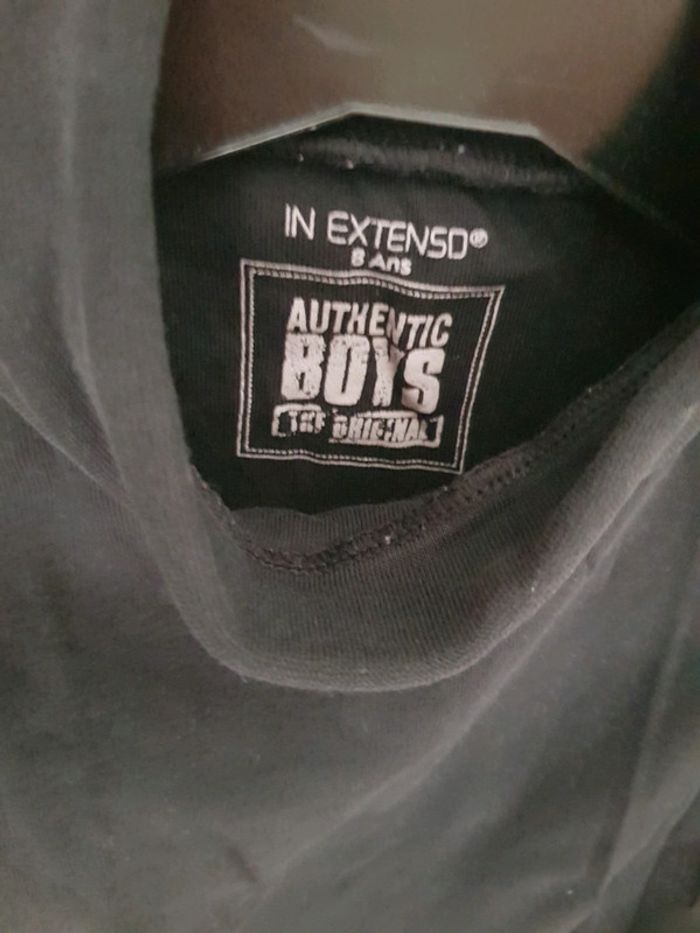 IN EXTENSO®
8 Ans
AUTHENTIC
BOYS
THE ORIGINAL